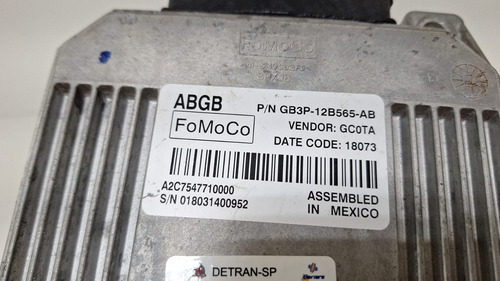 FoMoCo
ABGB
P/N GB3P-12B565-AB
FoMoCo
VENDOR: GC0TA
DATE CODE: 18073
A2C7547710000
S/N 018031400952
ASSEMBLED
IN MEXICO
DETRAN-SP